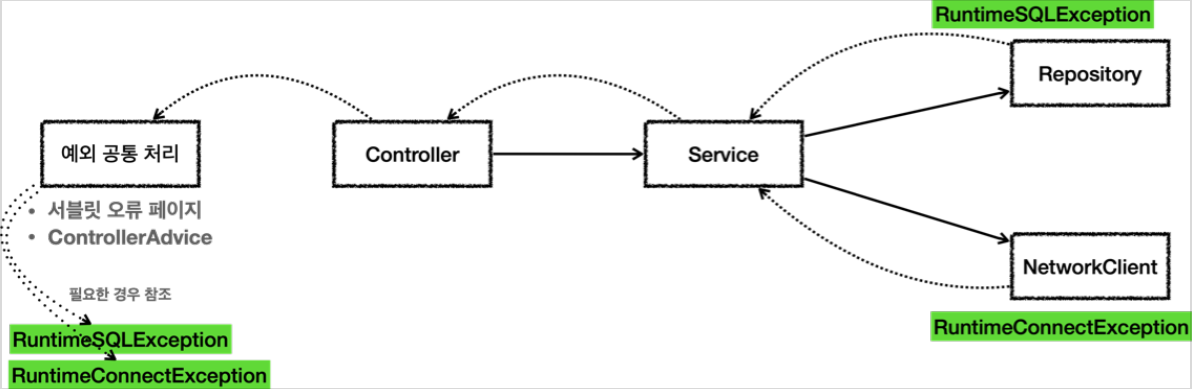 RuntimeSQLException
Repository
예외 공통 처리
Controller
Service
• 서블릿 오류 페이지
• ControllerAdvice
NetworkClient
필요한 경우 참조
RuntimeConnectException
RuntimeSQLException
RuntimeConnectException